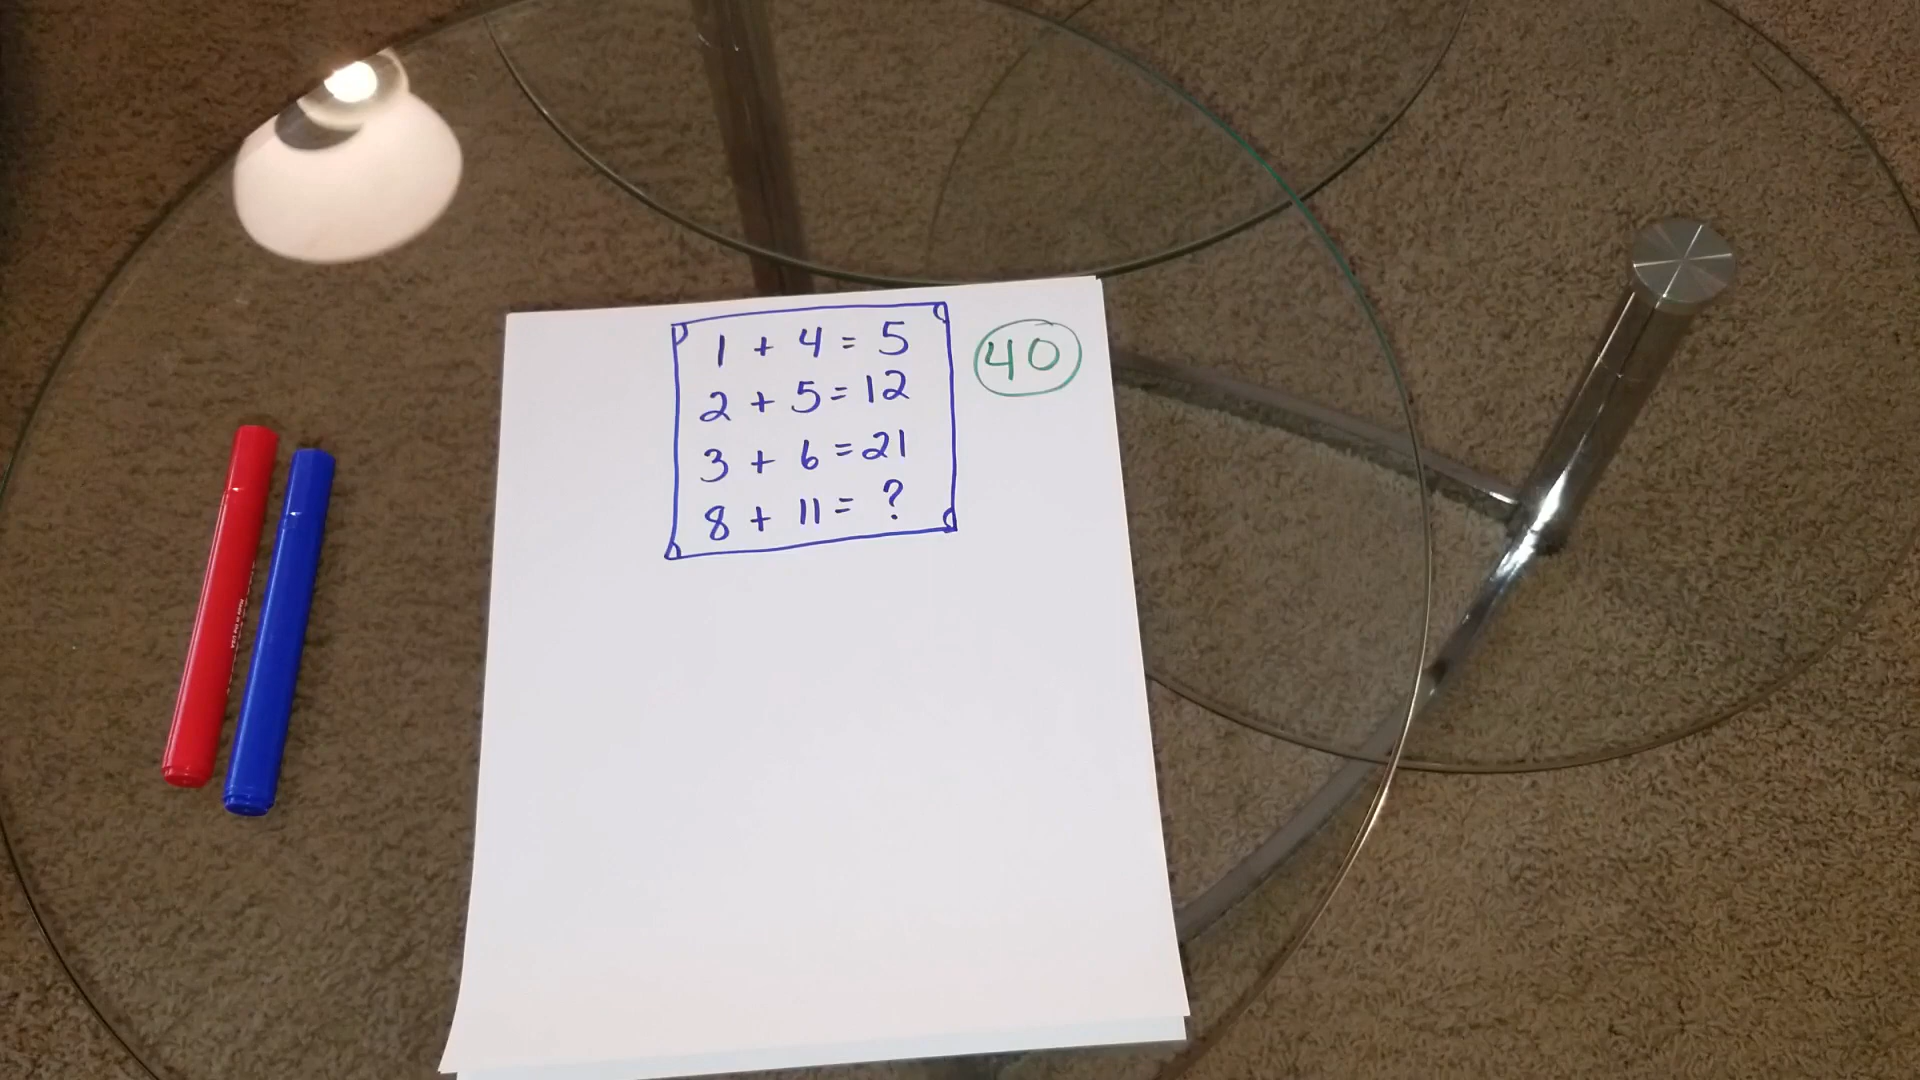 1 + 4 = 5
40
2 + 5 = 12
3 + 6 = 21
8 + 11 = ?